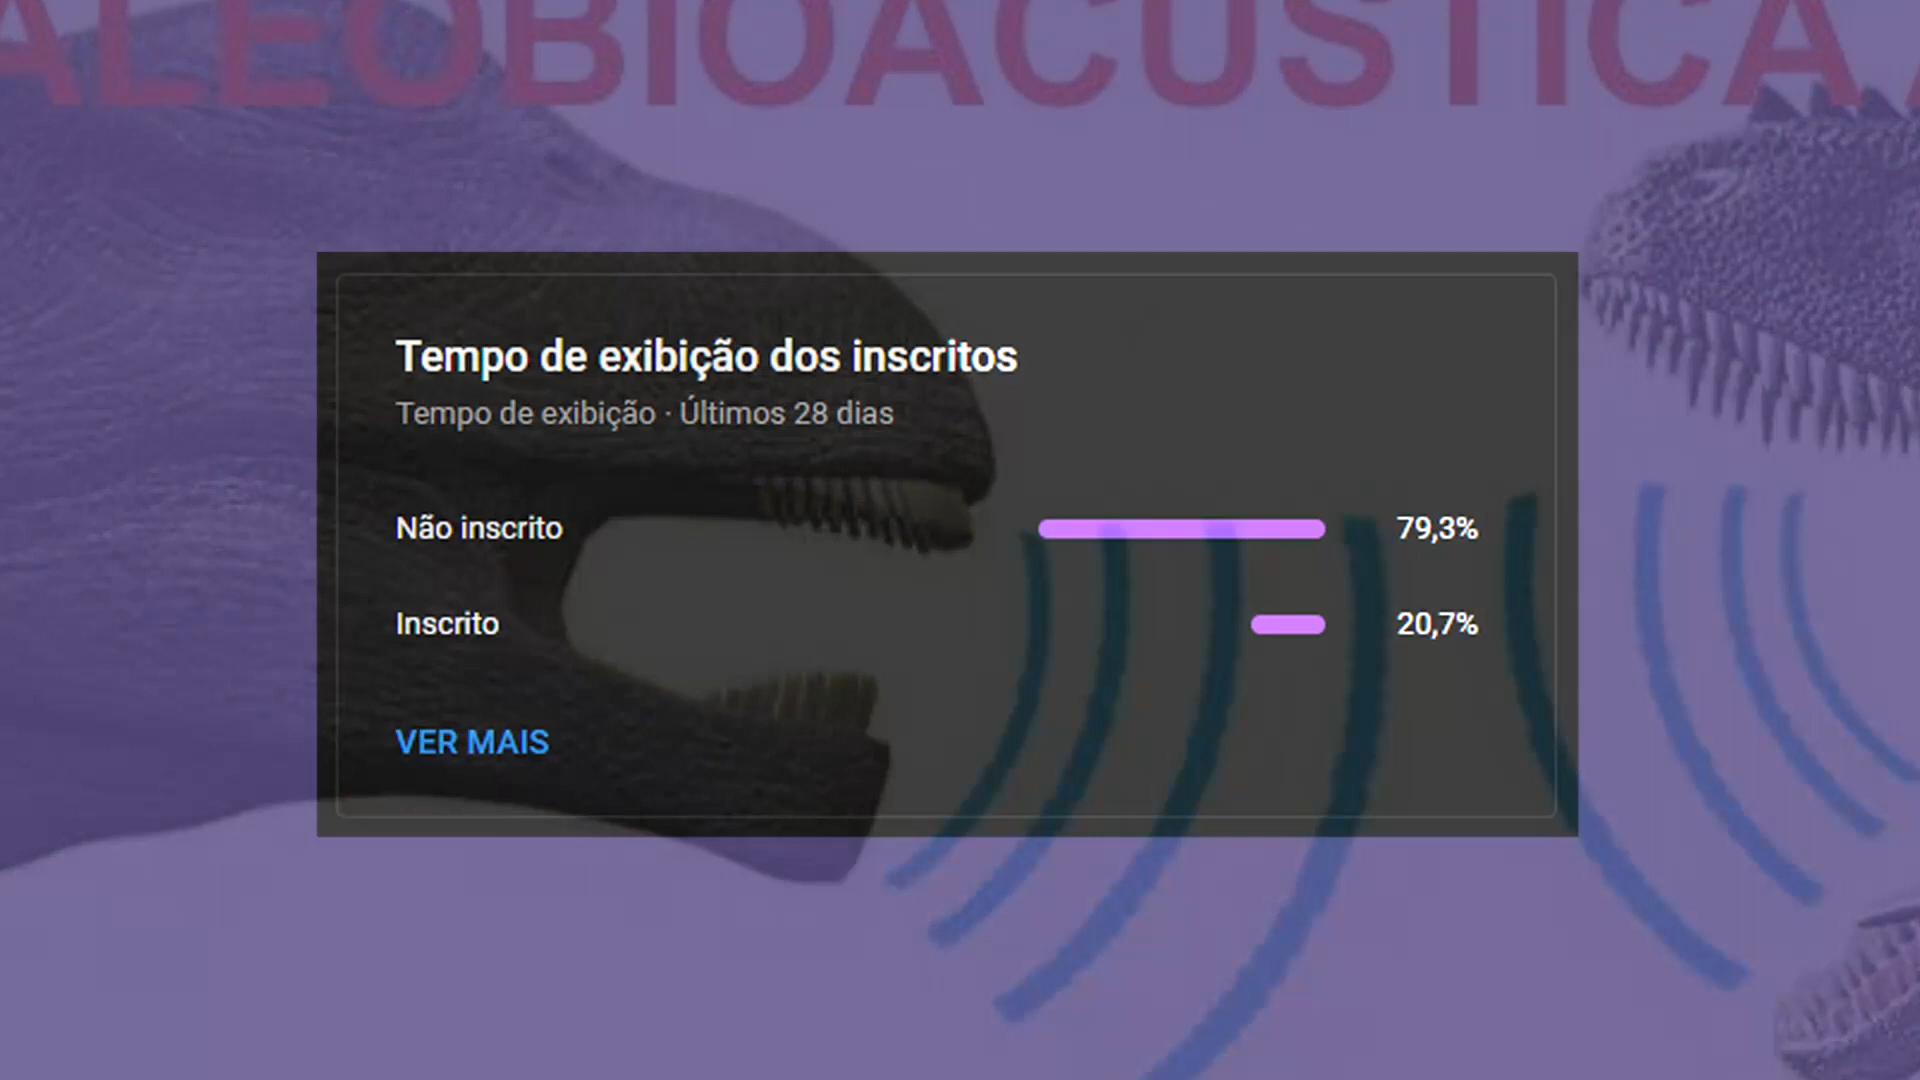 ALEOBIOACUSTICA
Tempo de exibição dos inscritos
Tempo de exibição · Últimos 28 dias
Não inscrito 79,3%
Inscrito 20,7%
VER MAIS